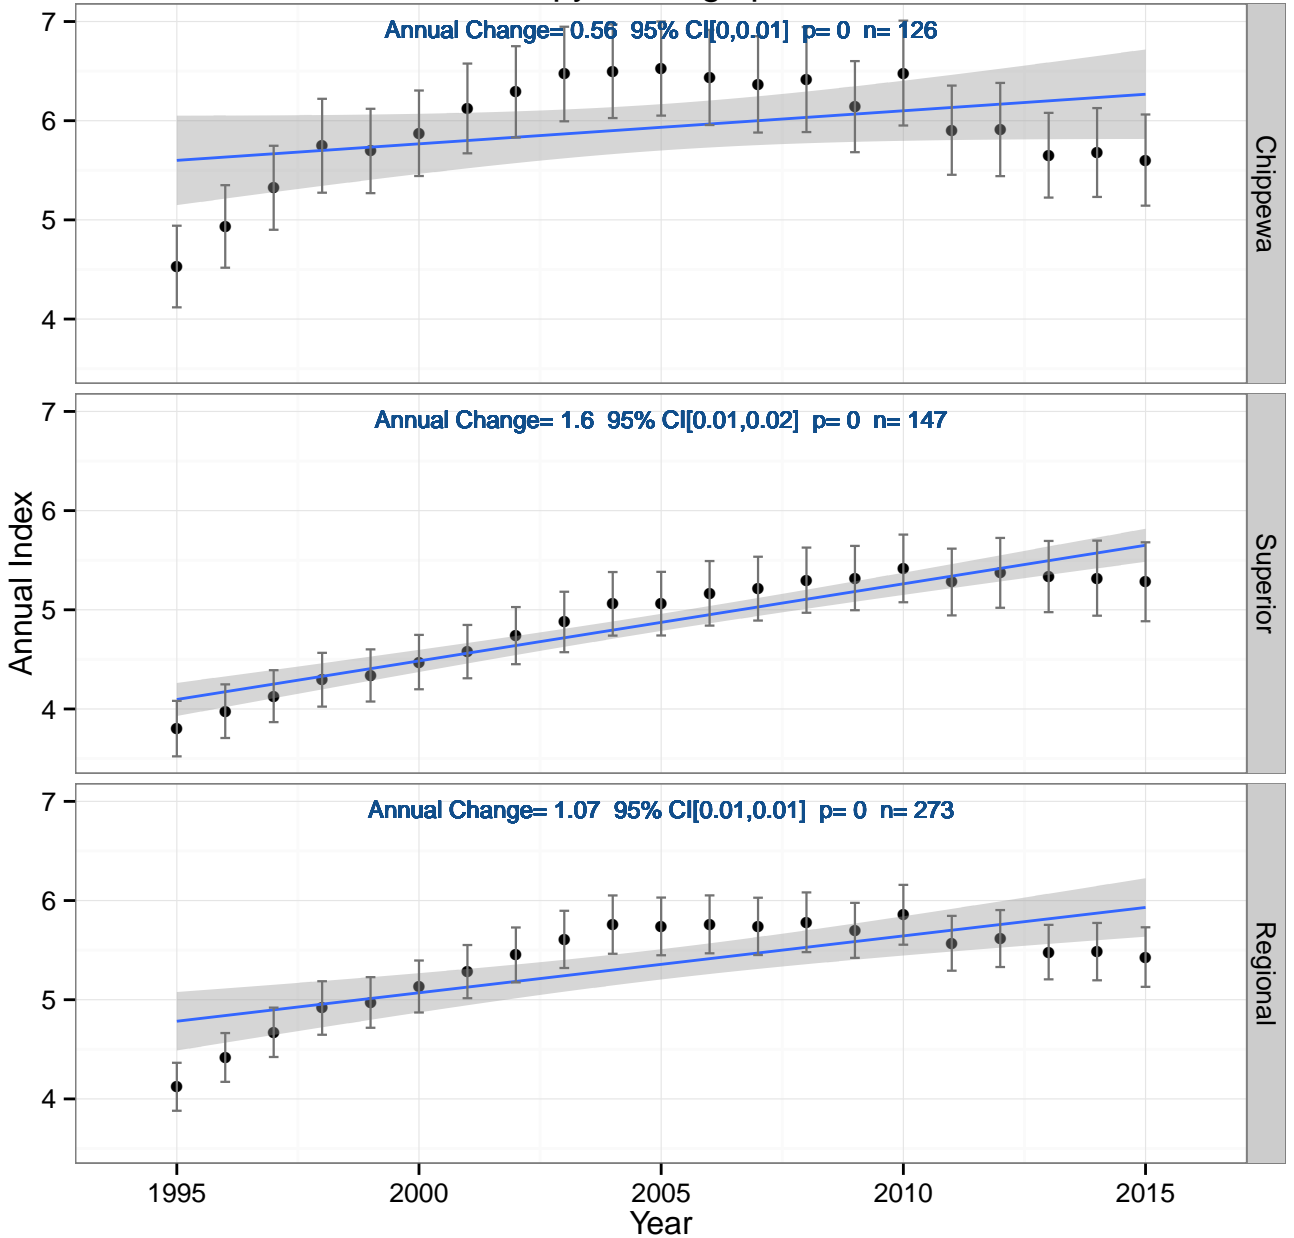 7
Annual Change= 0.56 95% CI[0,0.01] p= 0 n= 126
6
5
4
Chippewa
7
Annual Change= 1.6 95% CI[0.01,0.02] p= 0 n= 147
6
5
4
Superior
Annual Index
7
Annual Change= 1.07 95% CI[0.01,0.01] p= 0 n= 273
6
5
4
Regional
1995 2000 2005 2010 2015
Year